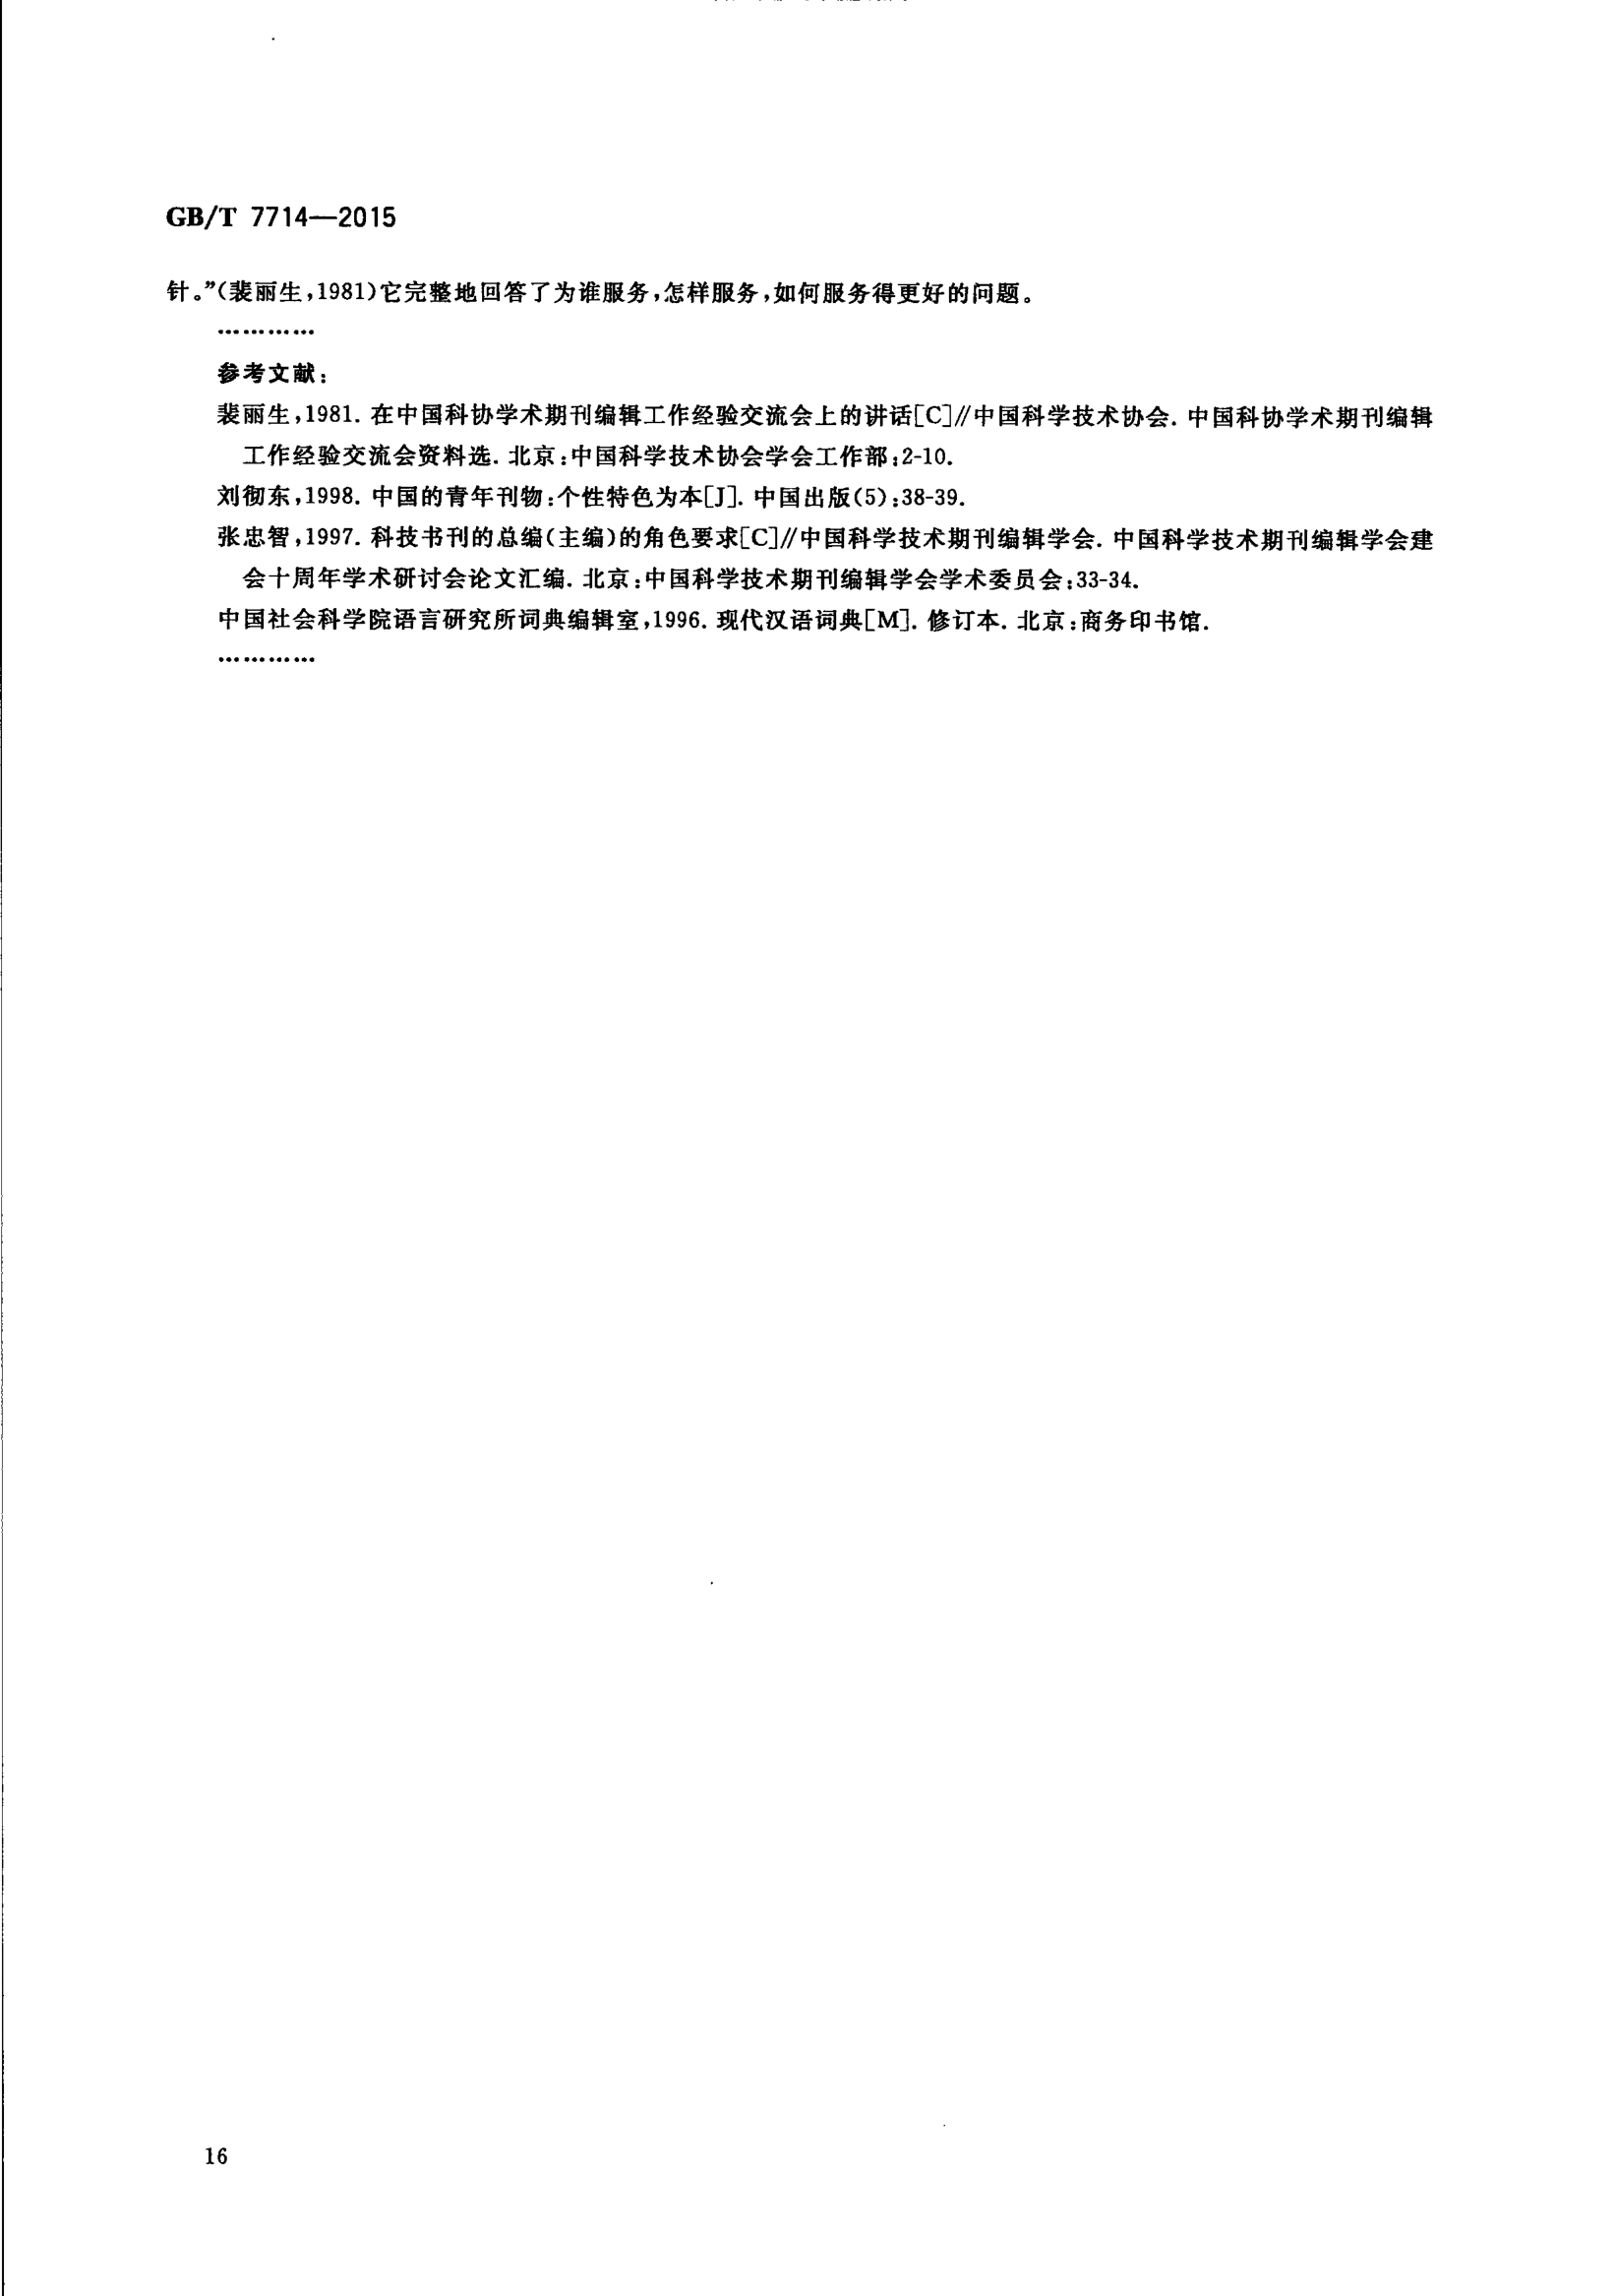 GB/T 7714—2015
针。”(裴丽生,1981)它完整地回答了为谁服务,怎样服务,如何服务得更好的问题。
…………
参考文献:
裴丽生,1981. 在中国科协学术期刊编辑工作经验交流会上的讲话[C]//中国科学技术协会. 中国科协学术期刊编辑
工作经验交流会资料选. 北京:中国科学技术协会学会工作部:2-10.
刘彻东,1998. 中国的青年刊物:个性特色为本[J]. 中国出版(5):38-39.
张忠智,1997. 科技书刊的总编(主编)的角色要求[C]//中国科学技术期刊编辑学会. 中国科学技术期刊编辑学会建
会十周年学术研讨会论文汇编. 北京:中国科学技术期刊编辑学会学术委员会:33-34.
中国社会科学院语言研究所词典编辑室,1996. 现代汉语词典[M]. 修订本. 北京:商务印书馆.
…………
16